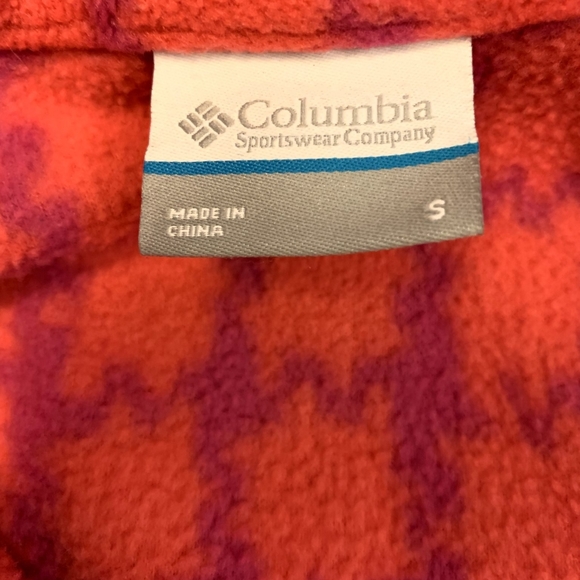 Columbia
Sportswear Company
MADE IN
CHINA
S